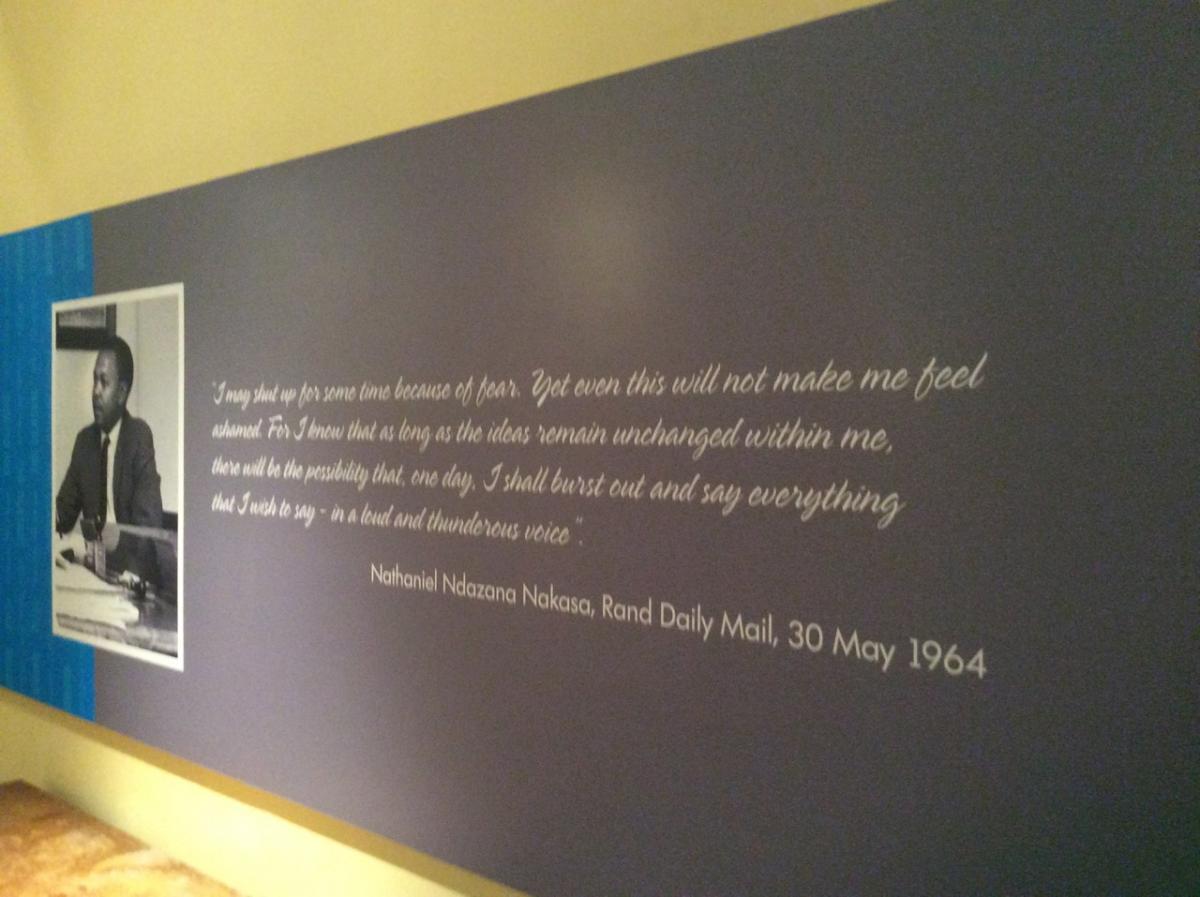 "I may shut up for some time because of fear. Yet even this will not make me feel
ashamed. For I know that as long as the ideas remain unchanged within me,
there will be the possibility that, one day, I shall burst out and say everything
that I wish to say - in a loud and thunderous voice".
Nathaniel Ndazana Nakasa, Rand Daily Mail, 30 May 1964